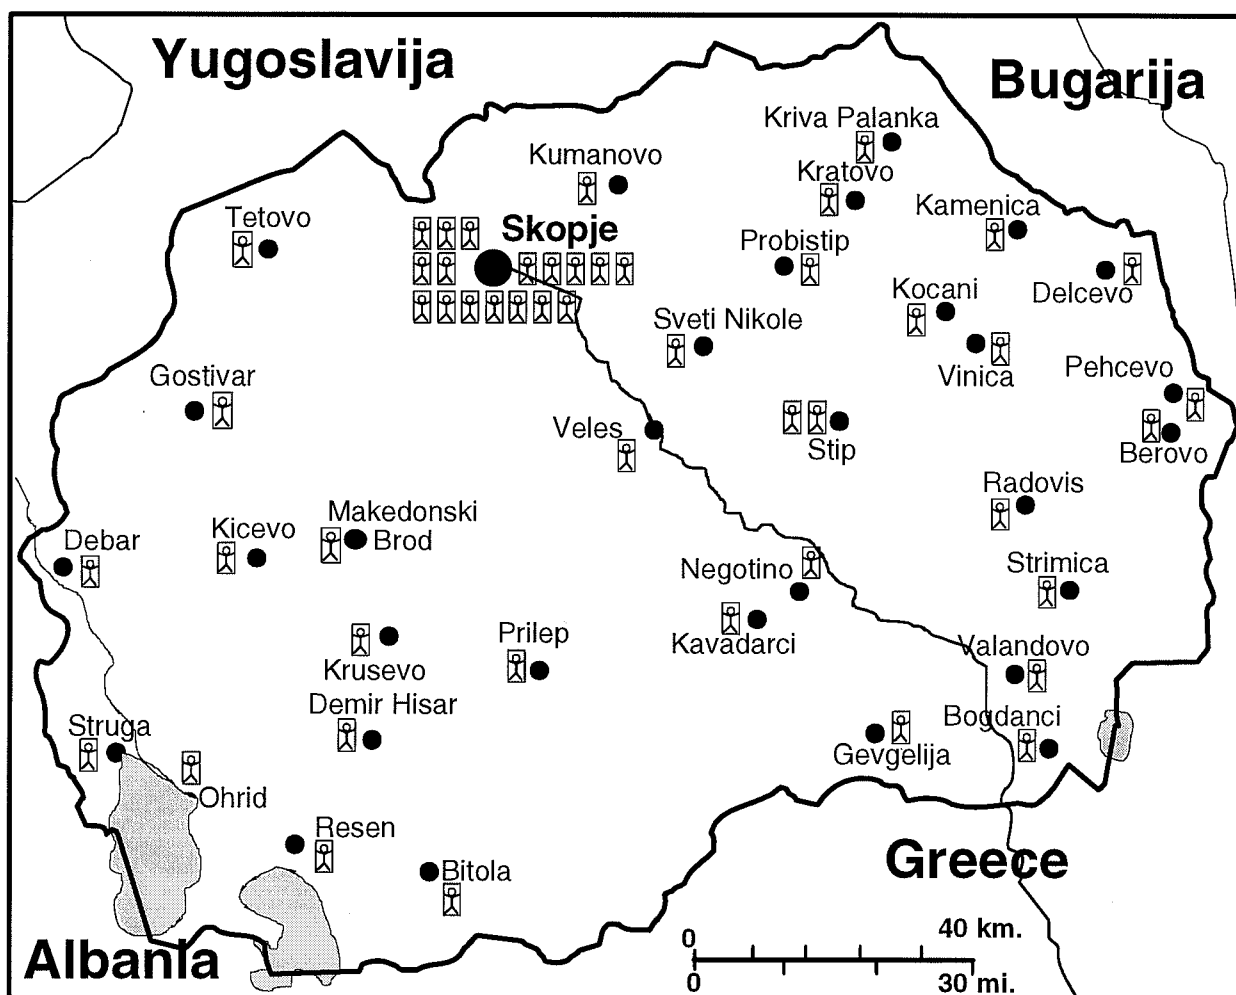 Yugoslavija
Bugarija
Kriva Palanka
Kumanovo
Kratovo
Kamenica
Tetovo
Skopje
Probistip
Kocani
Delcevo
Sveti Nikole
Vinica
Pehcevo
Gostivar
Veles
Stip
Berovo
Radovis
Makedonski
Brod
Kicevo
Debar
Negotino
Strimica
Kavadarci
Prilep
Krusevo
Valandovo
Demir Hisar
Struga
Bogdanci
Gevgelija
Ohrid
Resen
Bitola
Greece
Albania
0
40 km.
0
30 mi.